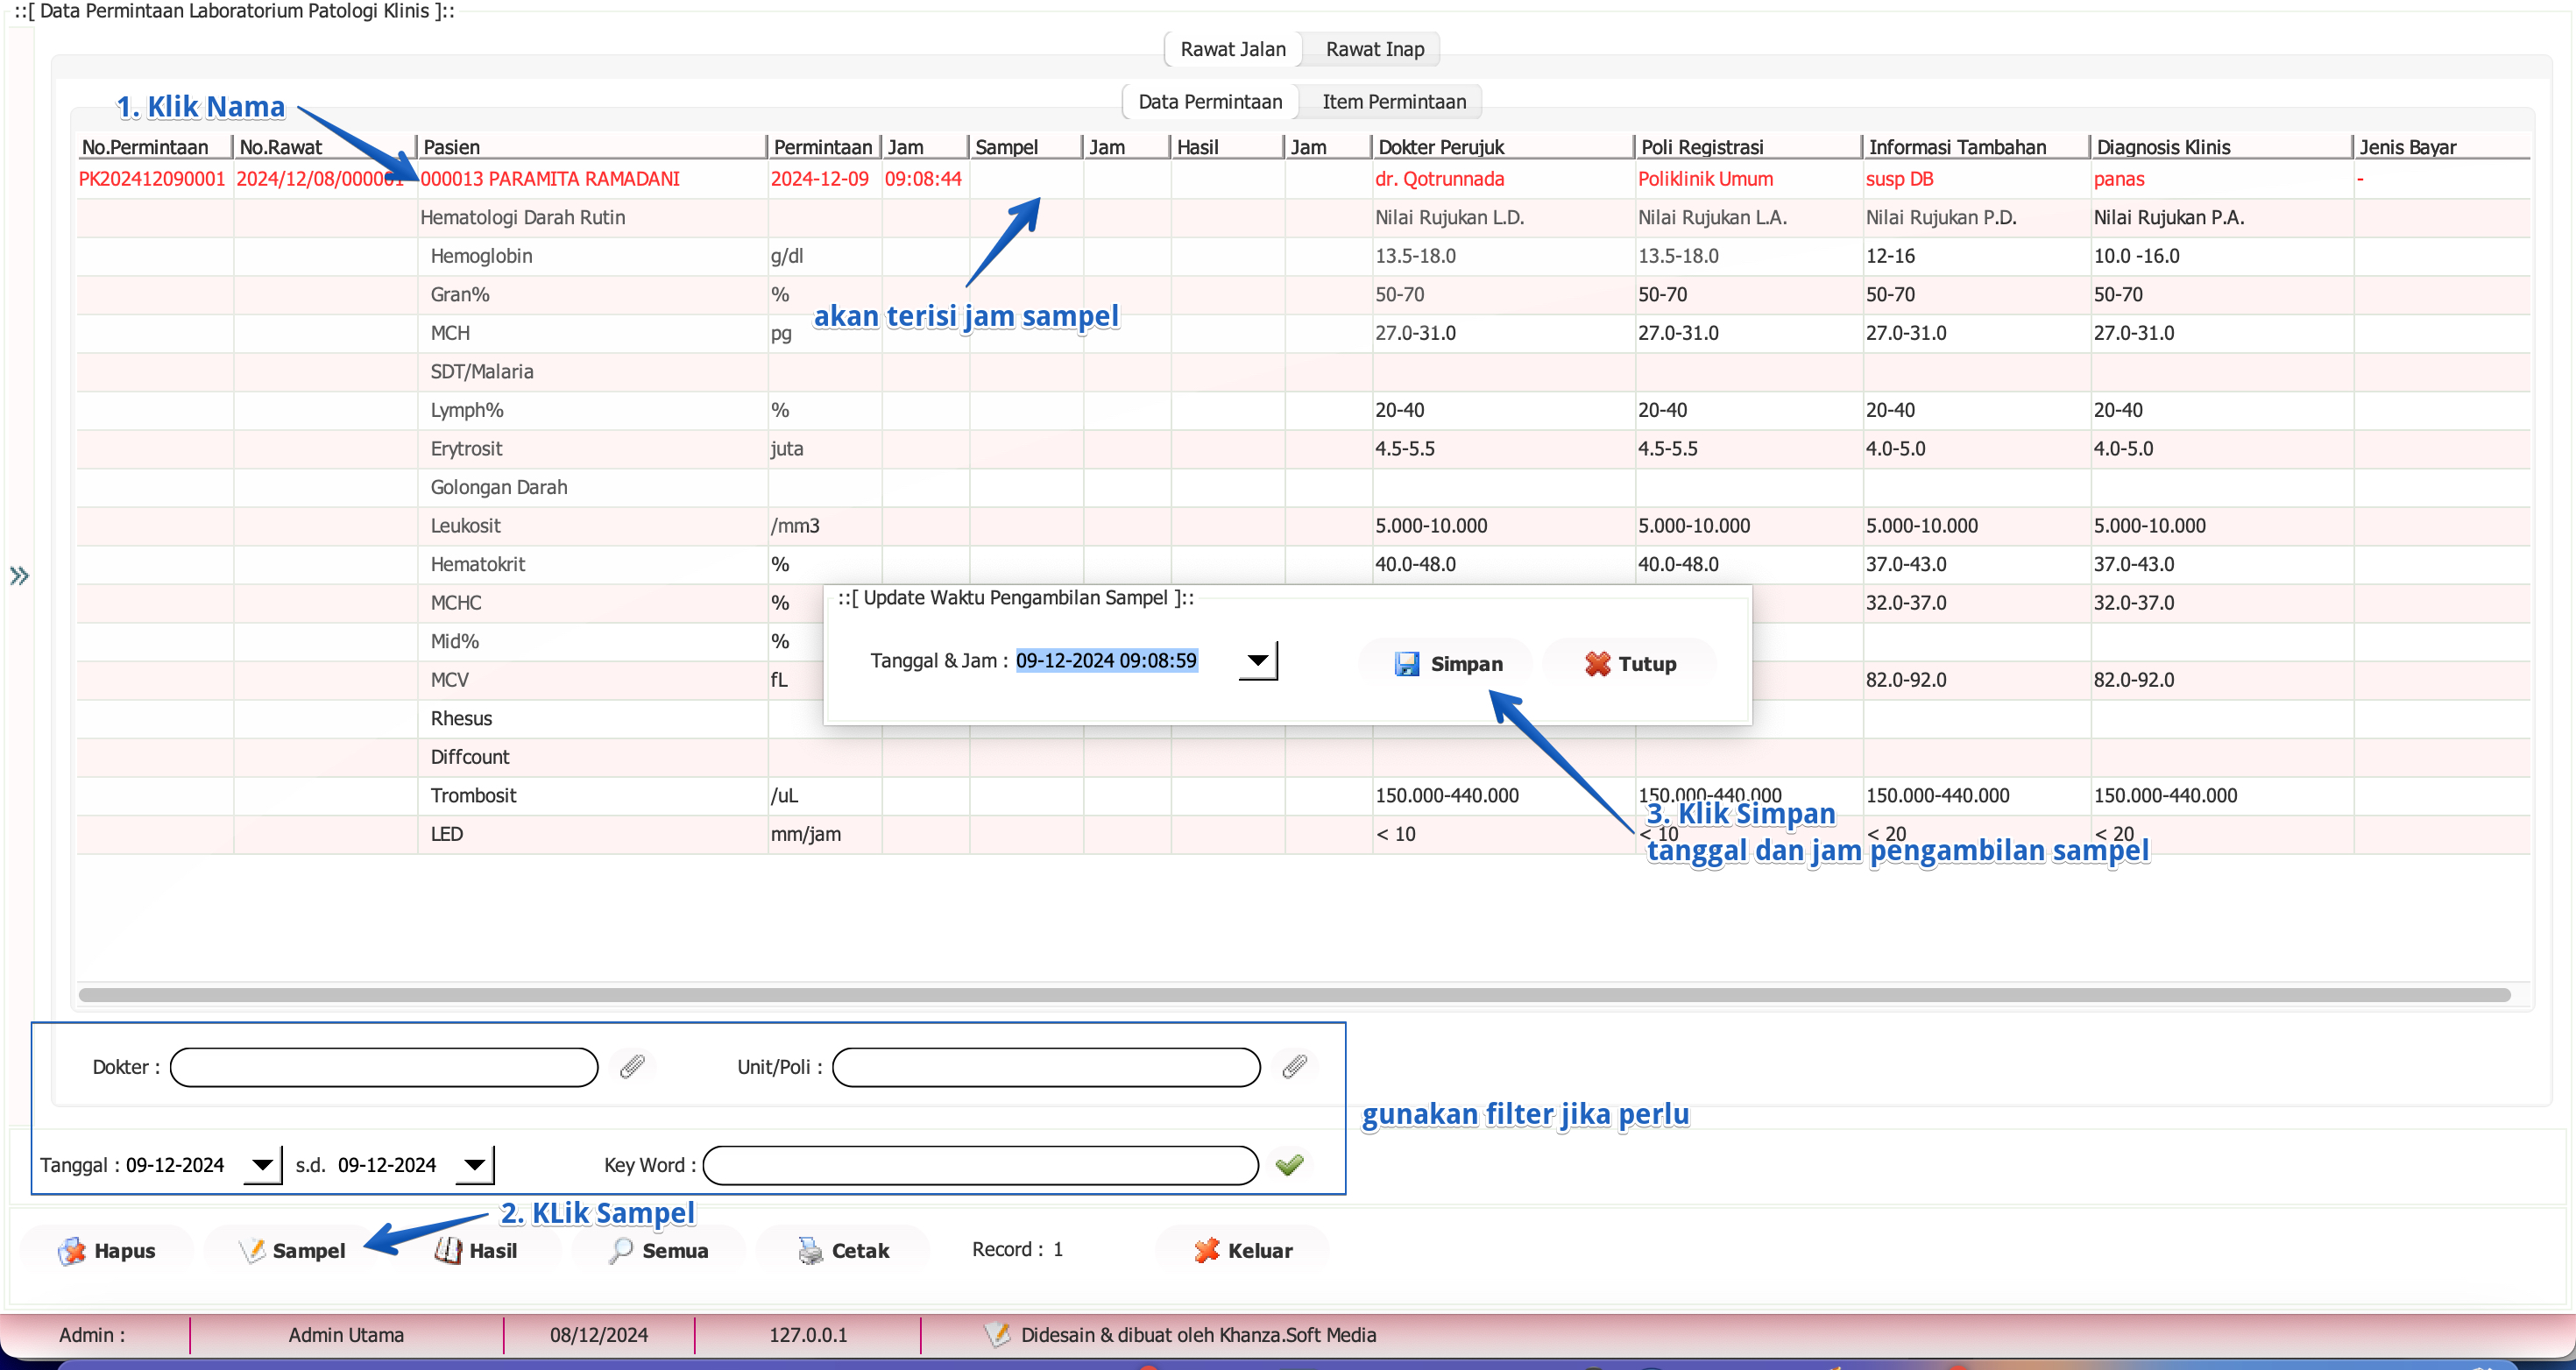 ::[ Data Permintaan Laboratorium Patologi Klinis ]::
Rawat Jalan Rawat Inap
Data Permintaan Item Permintaan
1. Klik Nama
No.Permintaan No.Rawat Pasien Permintaan Jam Sampel Jam Hasil Jam Dokter Perujuk Poli Registrasi Informasi Tambahan Diagnosis Klinis Jenis Bayar
PK202412090001 2024/12/08/000001 000013 PARAMITA RAMADANI 2024-12-09 09:08:44 dr. Qotrunnada Poliklinik Umum susp DB panas -
Hematologi Darah Rutin Nilai Rujukan L.D. Nilai Rujukan L.A. Nilai Rujukan P.D. Nilai Rujukan P.A.
Hemoglobin g/dl 13.5-18.0 13.5-18.0 12-16 10.0 -16.0
Gran% % 50-70 50-70 50-70 50-70
akan terisi jam sampel
MCH pg 27.0-31.0 27.0-31.0 27.0-31.0 27.0-31.0
SDT/Malaria
Lymph% % 20-40 20-40 20-40 20-40
Erytrosit juta 4.5-5.5 4.5-5.5 4.0-5.0 4.0-5.0
Golongan Darah
Leukosit /mm3 5.000-10.000 5.000-10.000 5.000-10.000 5.000-10.000
Hematokrit % 40.0-48.0 40.0-48.0 37.0-43.0 37.0-43.0
MCHC % 32.0-37.0 32.0-37.0
Mid% %
MCV fL 82.0-92.0 82.0-92.0
Rhesus
Diffcount
Trombosit /uL 150.000-440.000 150.000-440.000 150.000-440.000 150.000-440.000
LED mm/jam < 10 < 10 < 20 < 20
::[ Update Waktu Pengambilan Sampel ]::
Tanggal & Jam : 09-12-2024 09:08:59 Simpan Tutup
3. Klik Simpan
tanggal dan jam pengambilan sampel
Dokter : Unit/Poli :
gunakan filter jika perlu
Tanggal : 09-12-2024 s.d. 09-12-2024 Key Word :
2. KLik Sampel
Hapus Sampel Hasil Semua Cetak Record : 1 Keluar
Admin : Admin Utama 08/12/2024 127.0.0.1 Didesain & dibuat oleh Khanza.Soft Media